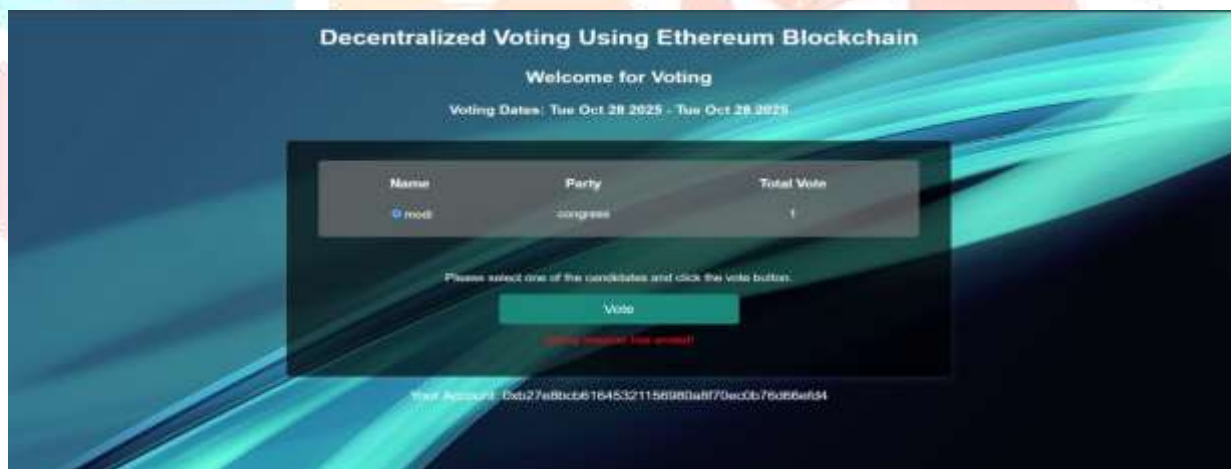 Decentralized Voting Using Ethereum Blockchain
Welcome for Voting
Voting Dates: Tue Oct 28 2025 - Tue Oct 28 2025
Name Party Total Vote
modi congress 1
Please select one of the candidates and click the vote button.
Vote
has ended!
Your Account: